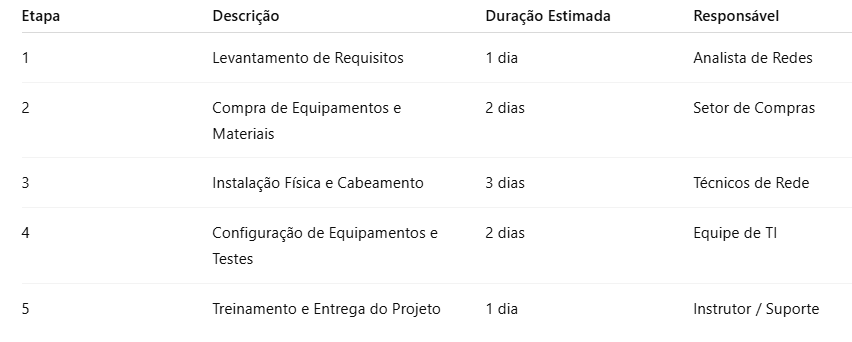 Etapa Descrição Duração Estimada Responsável
1 Levantamento de Requisitos 1 dia Analista de Redes
2 Compra de Equipamentos e 2 dias Setor de Compras
Materiais
3 Instalação Física e Cabeamento 3 dias Técnicos de Rede
4 Configuração de Equipamentos e 2 dias Equipe de TI
Testes
5 Treinamento e Entrega do Projeto 1 dia Instrutor / Suporte